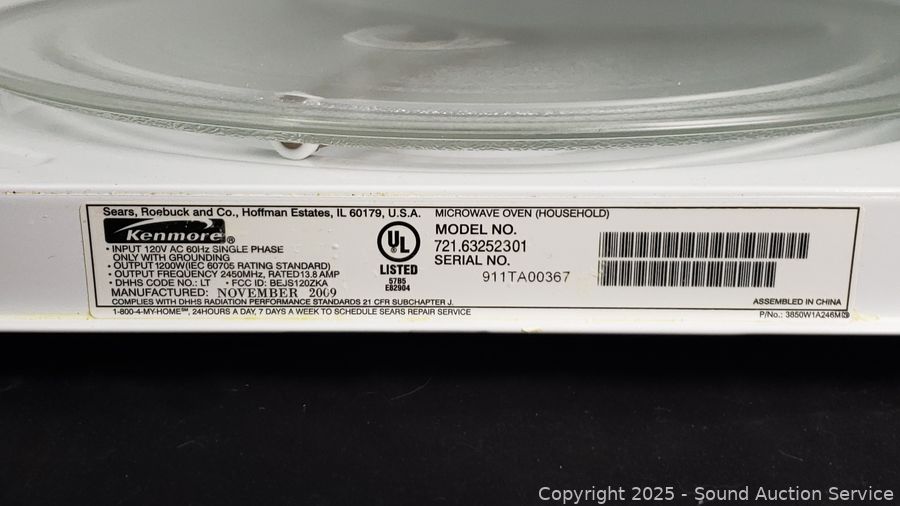 Sears, Roebuck and Co., Hoffman Estates, IL 60179, U.S.A.
Kenmore®
• INPUT 120V AC 60Hz SINGLE PHASE
ONLY WITH GROUNDING
• OUTPUT 1200W(IEC 60705 RATING STANDARD)
• OUTPUT FREQUENCY 2450MHz, RATED13.8 AMP
• DHHS CODE NO.: LT • FCC ID: BEJS120ZKA
MANUFACTURED: NOVEMBER 2009
COMPLIES WITH DHHS RADIATION PERFORMANCE STANDARDS 21 CFR SUBCHAPTER J.
1-800-4-MY-HOME℠, 24HOURS A DAY, 7 DAYS A WEEK TO SCHEDULE SEARS REPAIR SERVICE
UL®
LISTED
57B5
E82904
MICROWAVE OVEN (HOUSEHOLD)
MODEL NO.
721.63252301
SERIAL NO.
911TA00367
ASSEMBLED IN CHINA
P/No.: 3850W1A246M
Copyright 2025 - Sound Auction Service